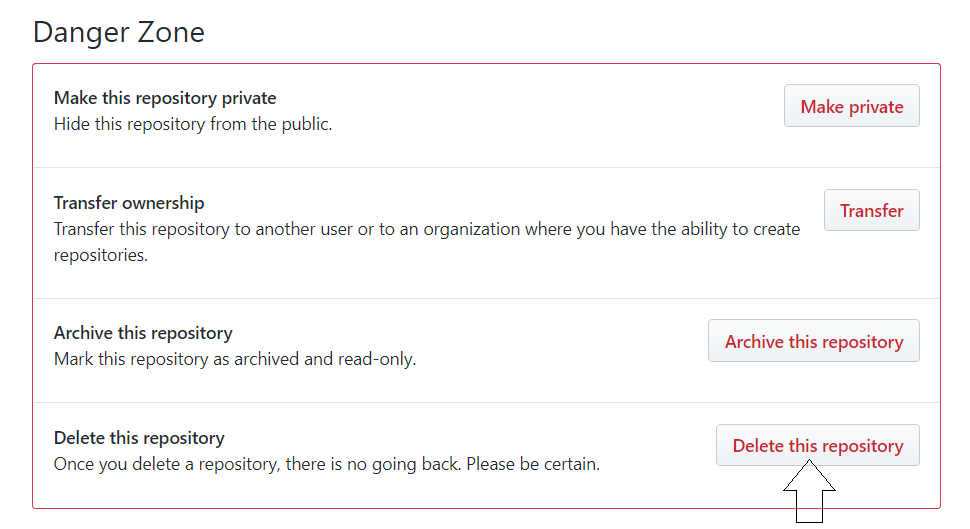 Danger Zone
Make this repository private
Hide this repository from the public.
Make private
Transfer ownership
Transfer this repository to another user or to an organization where you have the ability to create
repositories.
Transfer
Archive this repository
Mark this repository as archived and read-only.
Archive this repository
Delete this repository
Once you delete a repository, there is no going back. Please be certain.
Delete this repository